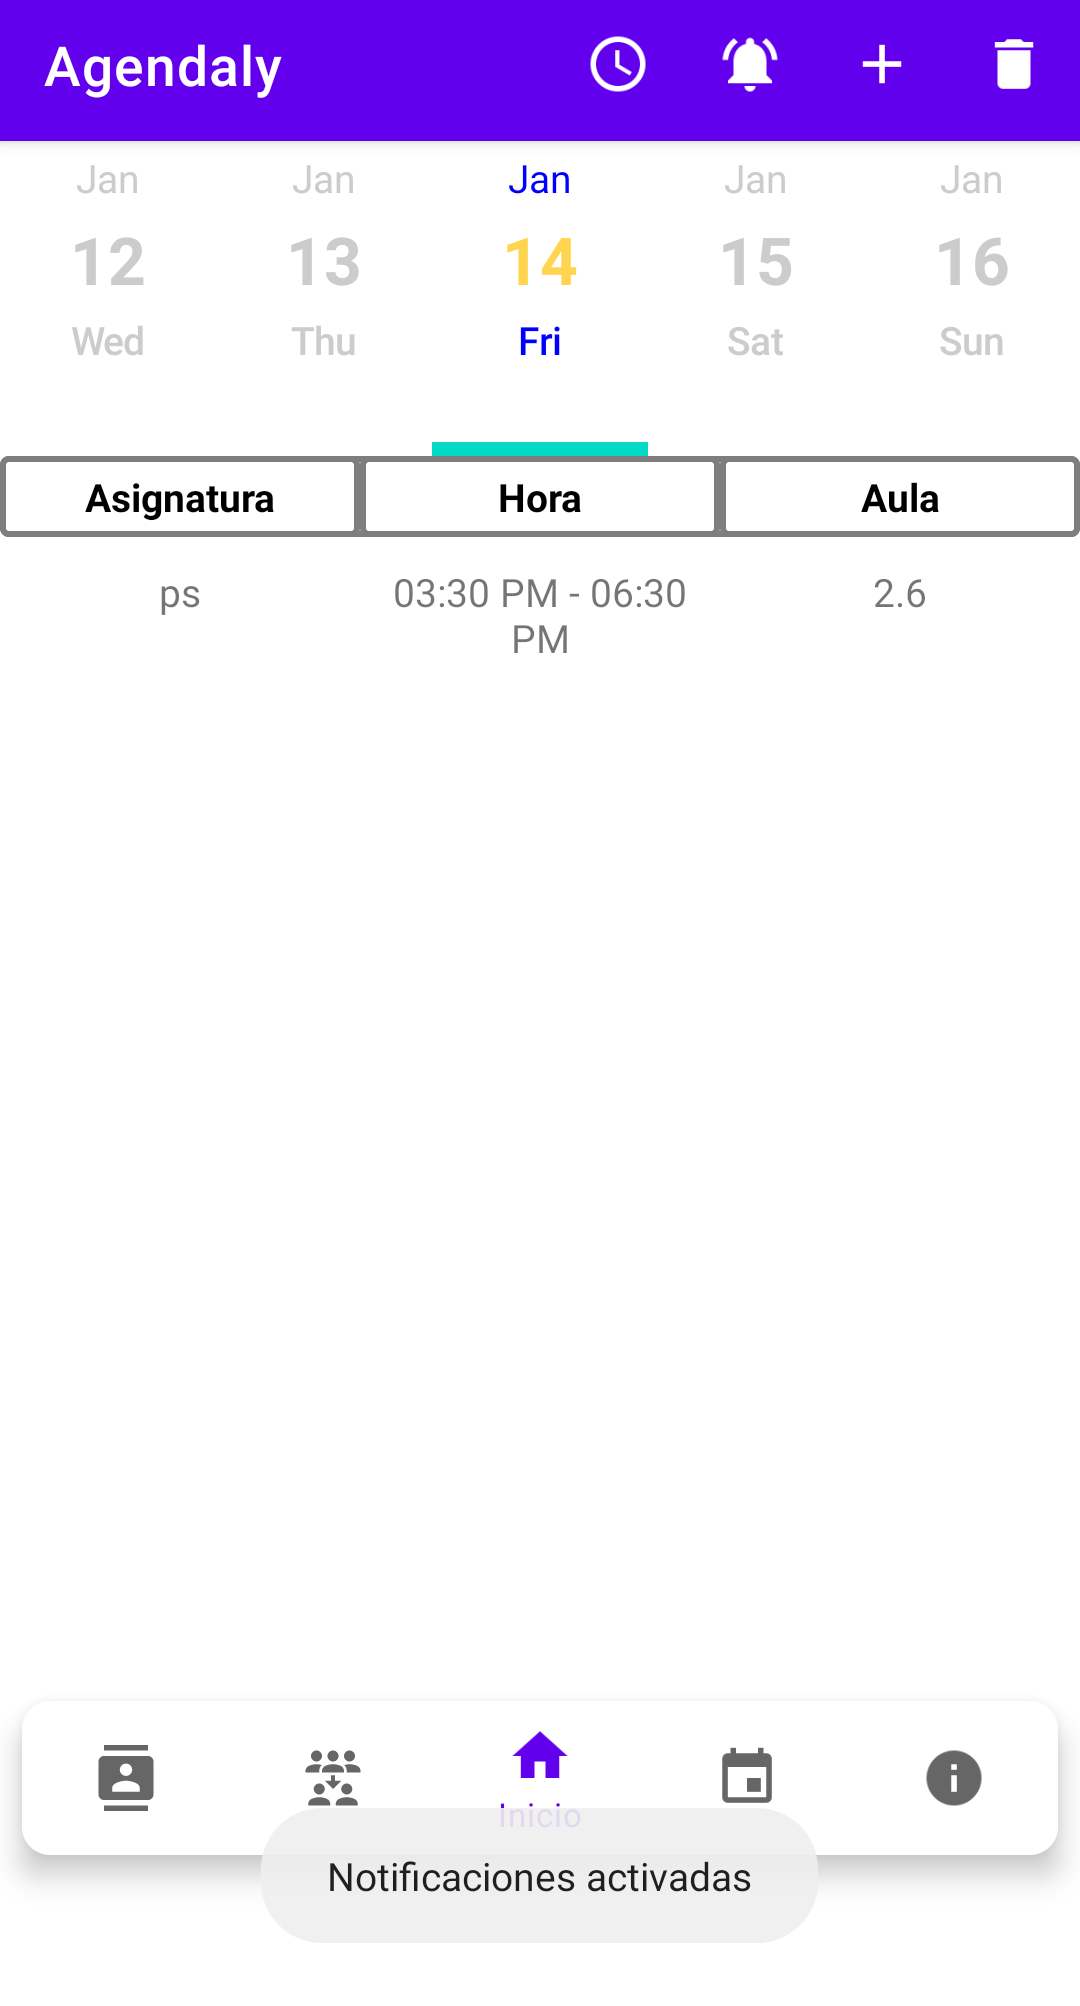 Agendaly
Jan Jan Jan Jan Jan
12 13 14 15 16
Wed Thu Fri Sat Sun
Asignatura Hora Aula
ps 03:30 PM - 06:30 2.6
PM
Inicio
Notificaciones activadas